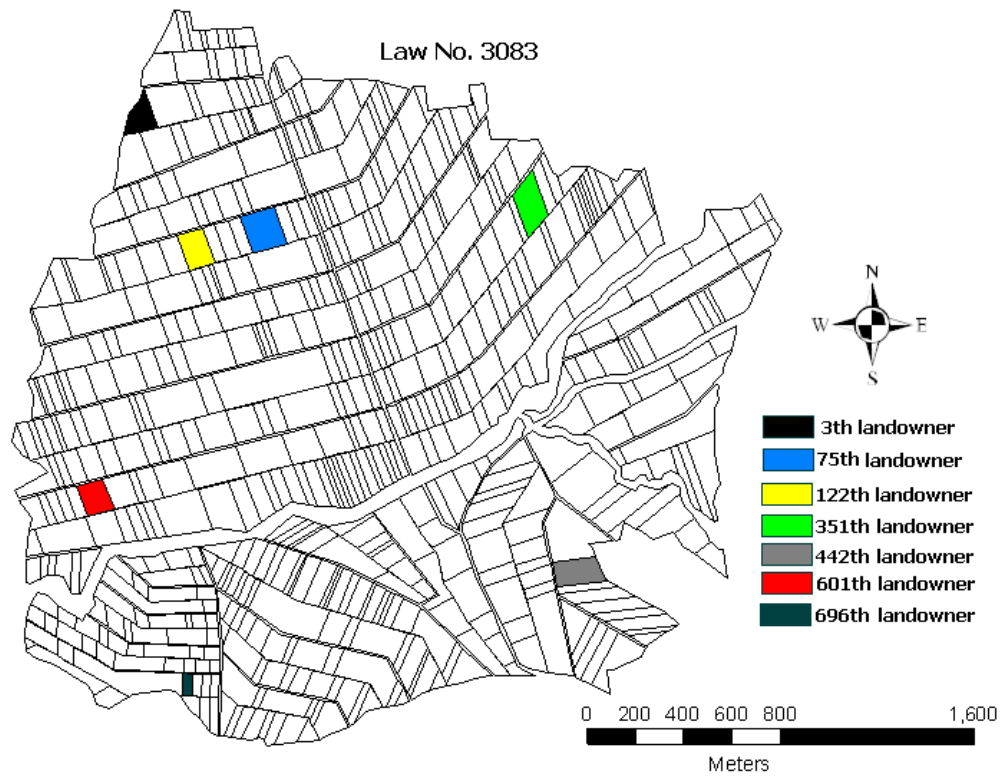 Law No. 3083
N
W E
S
3th landowner
75th landowner
122th landowner
351th landowner
442th landowner
601th landowner
696th landowner
0 200 400 600 800 1,600
Meters